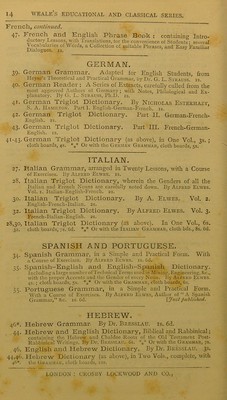 14 WEALE'S EDUCATIONAL AND CLASSICAL SERIES.
French, continued.
47. French and English Phrase Book: containing Intro-
ductory Lessons, with Translations, for the convenience of Students; several
Vocabularies of Words, a Collection of suitable Phrases, and Easy Familiar
Dialogues.
GERMAN.
39. German Grammar. Adapted for English Students, from
Heyse's Theoretical and Practical Grammar, by Dr. G. L. STRAUSS. 1s.
40. German Reader: A Series of Extracts, carefully culled from the
most approved Authors of Germany; with Notes, Philological and Ex-
planatory. By G. L. STRAUSS, Ph.D. 1s.
41. German Triglot Dictionary. By NICHOLAS ESTERHAZY,
S. A. HAMILTON. Part I. English-German-French. 1s.
42. German Triglot Dictionary. Part II. German-French-
English. 1s.
43. German Triglot Dictionary. Part III. French-German-
English. 1s.
41-43. German Triglot Dictionary (as above), in One Vol., 3s.;
cloth boards, 4s. *** Or with the GERMAN GRAMMAR, cloth boards, 5s.
ITALIAN.
27. Italian Grammar, arranged in Twenty Lessons, with a Course
of Exercises. By ALFRED ELWES. 1s.
28. Italian Triglot Dictionary, wherein the Genders of all the
Italian and French Nouns are carefully noted down. By ALFRED ELWES.
Vol. 1. Italian-English-French.
30. Italian Triglot Dictionary. By A. ELWES. Vol. 2.
English-French-Italian.
32. Italian Triglot Dictionary. By ALFRED ELWES. Vol. 3.
French-Italian-English.
28,30, Italian Triglot Dictionary (as above). In One Vol.,
32. cloth boards, *** Or with the ITALIAN GRAMMAR, cloth
SPANISH AND PORTUGUESE.
34. Spanish Grammar, in a Simple and Practical Form. With
a Course of Exercises. By ALFRED ELWES.
35. Spanish-English and English-Spanish Dictionary,
including a large number of Technical Terms used in Mining, Engineering, &c.,
with the proper Accents and the Gender of every Noun. By ALFRED ELWES.
cloth boards, *** Or with the GRAMMAR, cloth boards, 6s.
55. Portuguese Grammar, in a Simple and Practical Form.
With a Course of Exercises. By ALFRED ELWES, Author of "A Spanish
Grammar," &c. [Just published.
HEBREW.
46*. Hebrew Grammar By Dr. BRESSLAU. 1s. 6d.
44. Hebrew and English Dictionary, Biblical and Rabbinical;
containing the Hebrew and Chaldee Roots of the Old Testament Post-
Rabbinical Writings. By Dr. BRESSLAU. 6s. *** Or with the GRAMMAR, 7s.
46. English and Hebrew Dictionary. By Dr. BRESSLAU. 3s.
44,46. Hebrew Dictionary (as above), in Two Vols., complete, with
46*. the GRAMMAR, cloth boards, 12s.
LONDON: CROSBY LOCKWOOD AND CO.,